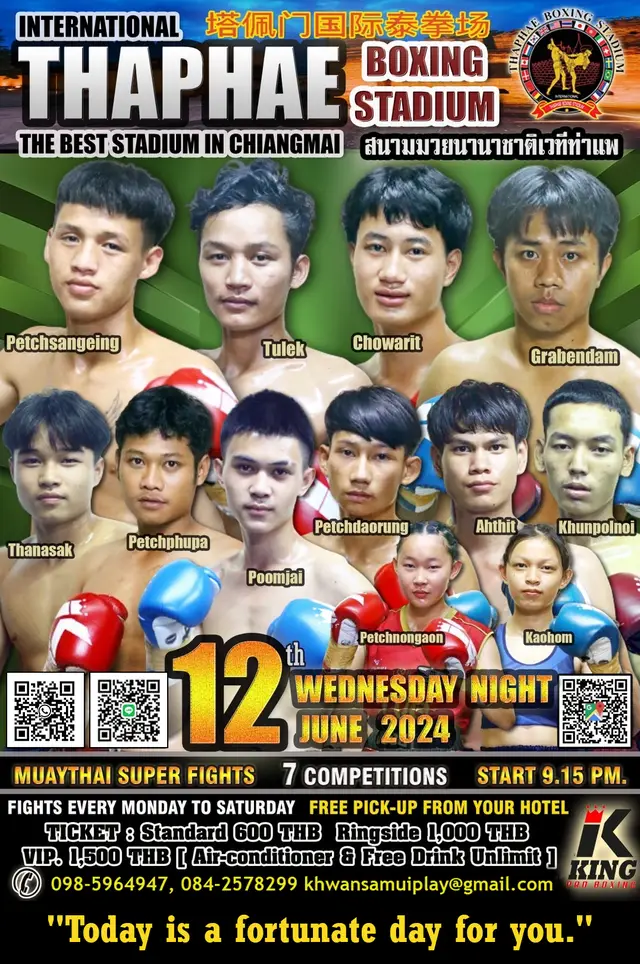 INTERNATIONAL
塔佩门国际泰拳场
THAPHAE
BOXING
STADIUM
THAPHAE BOXING STADIUM
THE BEST STADIUM IN CHIANGMAI
สนามมวยนานาชาติเวทีท่าแพ
Petchsangeing
Tulek
Chowarit
Grabendam
Thanasak
Petchphupa
Poomjai
Petchdaorung
Ahthit
Khunpolnoi
Petchnongaon
Kaohom
12th
WEDNESDAY NIGHT
JUNE 2024
MUAYTHAI SUPER FIGHTS 7 COMPETITIONS START 9.15 PM.
FIGHTS EVERY MONDAY TO SATURDAY FREE PICK-UP FROM YOUR HOTEL
TICKET : Standard 600 THB Ringside 1,000 THB
VIP. 1,500 THB [ Air-conditioner & Free Drink Unlimit ]
098-5964947, 084-2578299 khwansamuiplay@gmail.com
K
KING
PRO BOXING
"Today is a fortunate day for you."